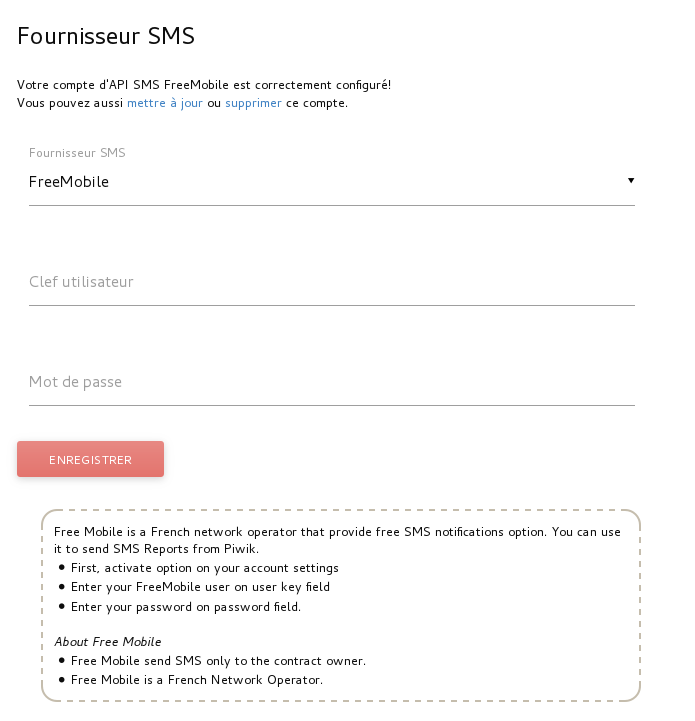 Fournisseur SMS
Votre compte d'API SMS FreeMobile est correctement configuré!
Vous pouvez aussi mettre à jour ou supprimer ce compte.
Fournisseur SMS
FreeMobile
Clef utilisateur
Mot de passe
ENREGISTRER
Free Mobile is a French network operator that provide free SMS notifications option. You can use
it to send SMS Reports from Piwik.
• First, activate option on your account settings
• Enter your FreeMobile user on user key field
• Enter your password on password field.
About Free Mobile
• Free Mobile send SMS only to the contract owner.
• Free Mobile is a French Network Operator.